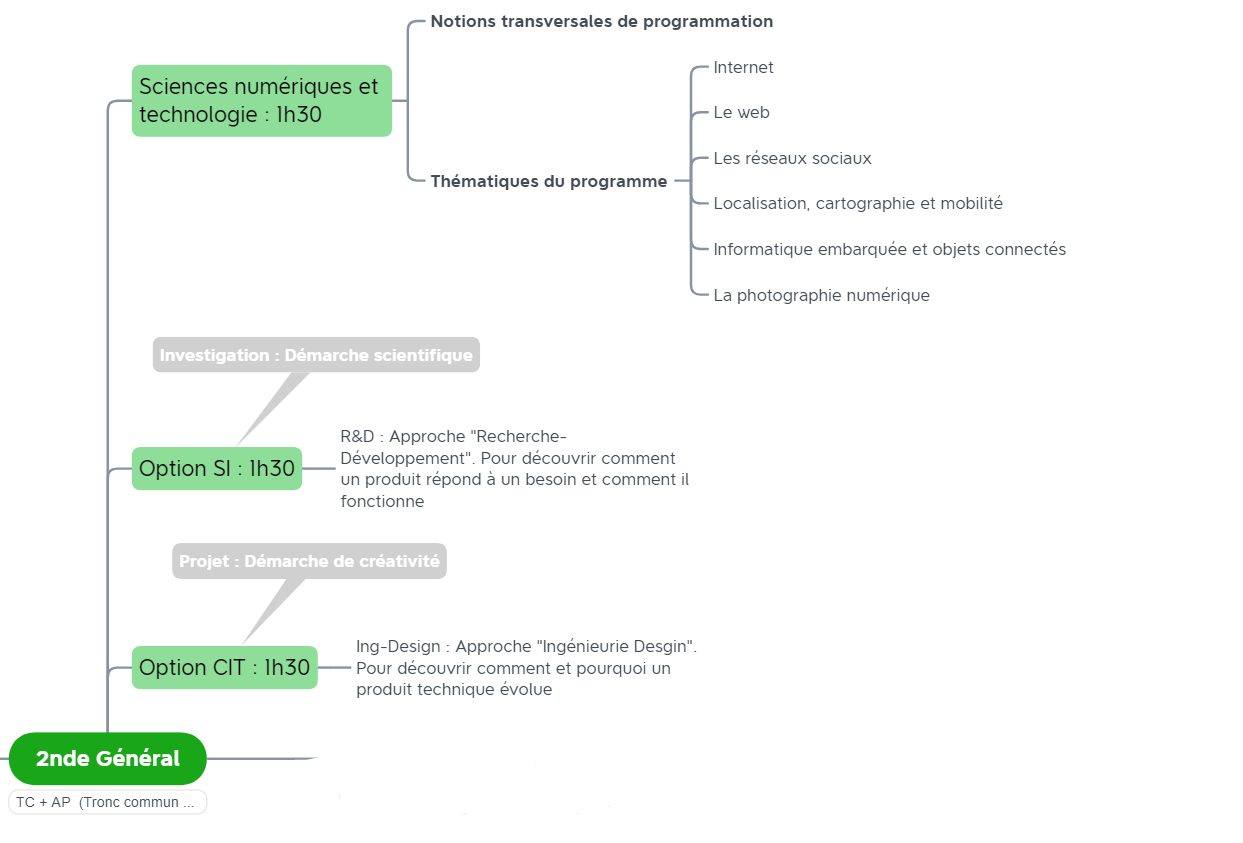 Notions transversales de programmation
Sciences numériques et
technologie : 1h30
Internet
Le web
Les réseaux sociaux
Thématiques du programme
Localisation, cartographie et mobilité
Informatique embarquée et objets connectés
La photographie numérique
Investigation : Démarche scientifique
Option SI : 1h30
R&D : Approche "Recherche-
Développement". Pour découvrir comment
un produit répond à un besoin et comment il
fonctionne
Projet : Démarche de créativité
Option CIT : 1h30
Ing-Design : Approche "Ingénieurie Desgin".
Pour découvrir comment et pourquoi un
produit technique évolue
2nde Général
TC + AP (Tronc commun ...